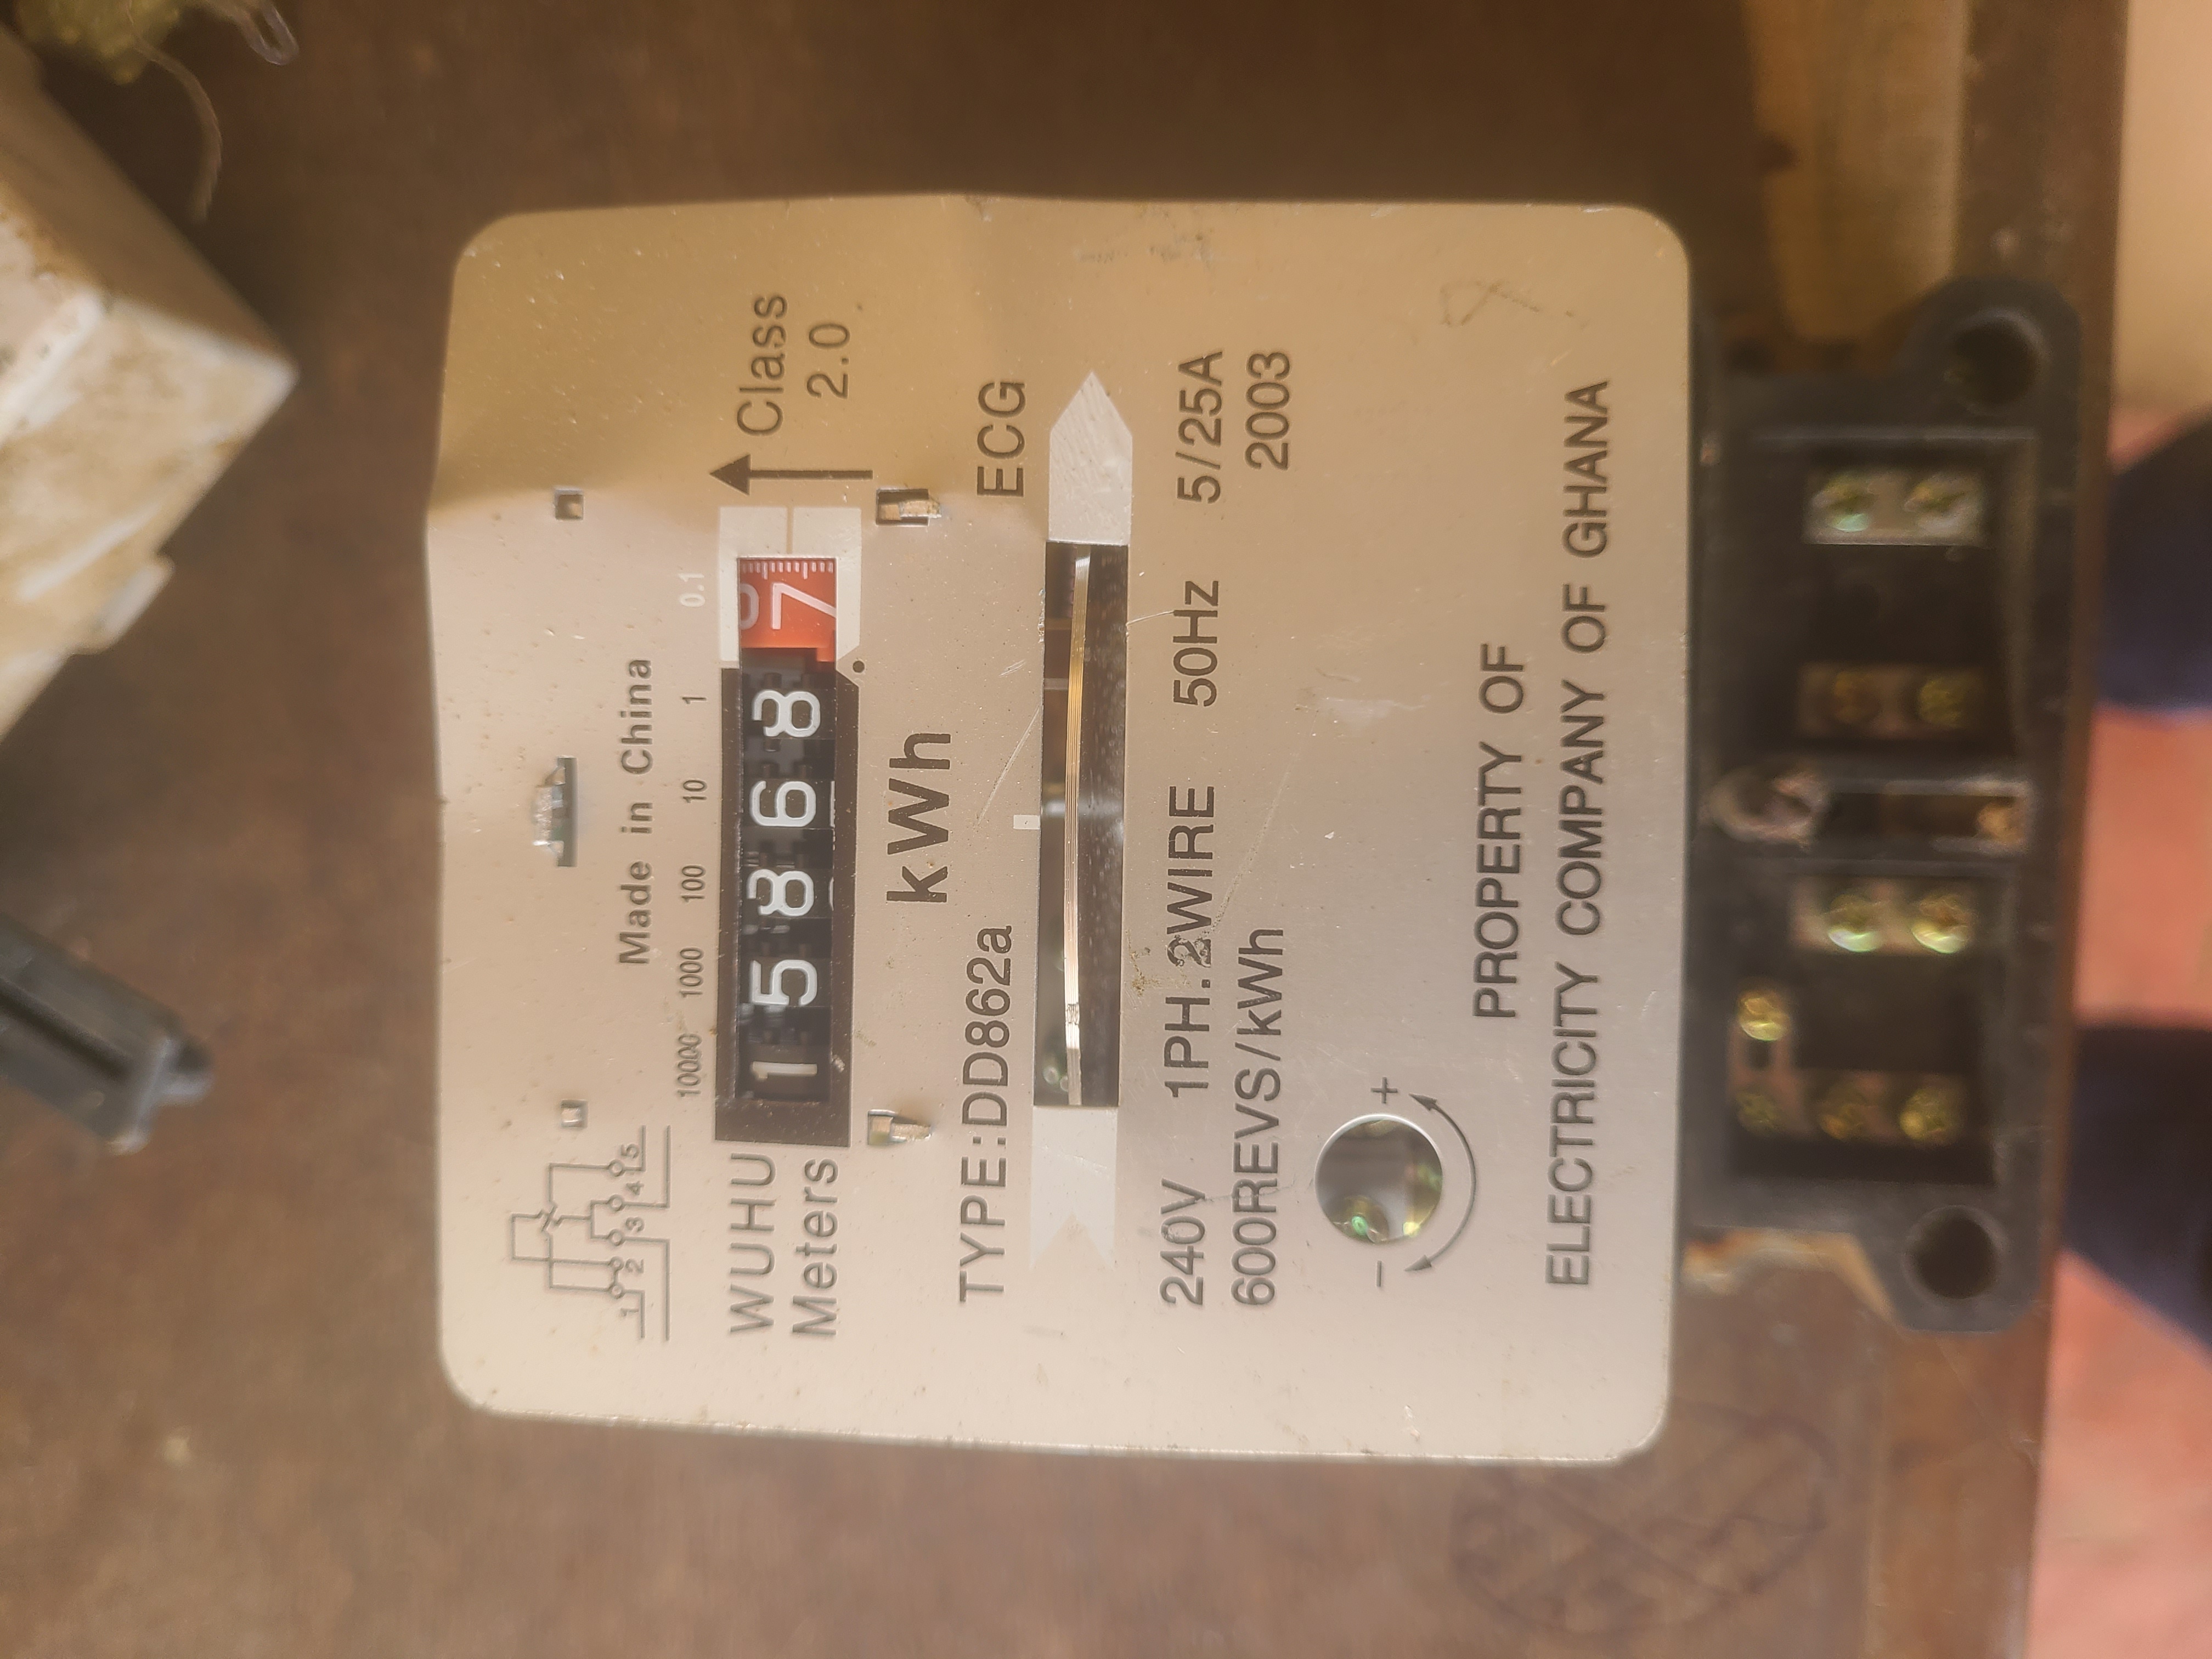 1 2 3 4 5
Made in China
10000 1000 100 10 1 0.1
WUHU
Meters
15868 7
Class
2.0
kWh
TYPE:DD862a
ECG
240V 1PH.2WIRE 50Hz 5/25A
600REVS/kWh 2003
- +
PROPERTY OF
ELECTRICITY COMPANY OF GHANA